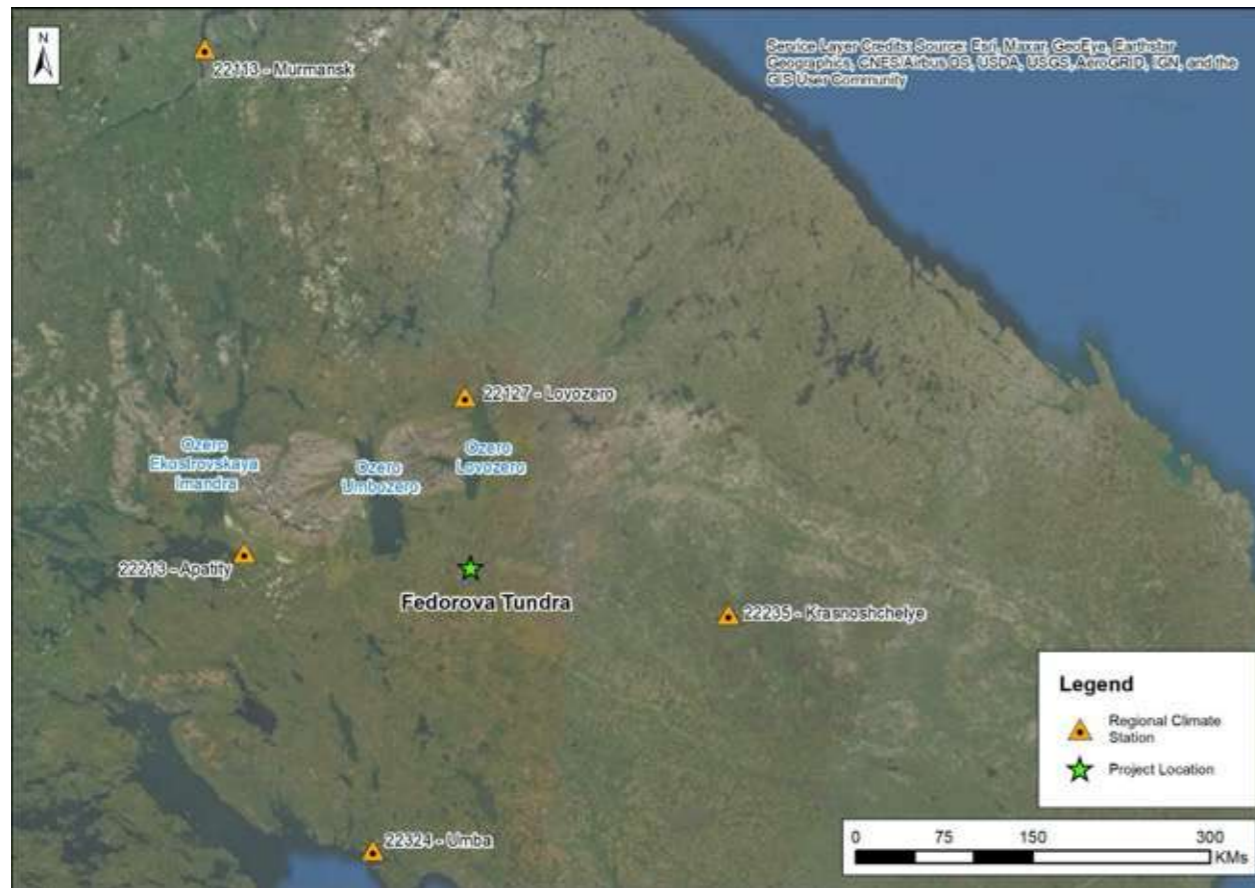 N
22113 - Murmansk
Service Layer Credits: Source: Esri, Maxar, GeoEye, Earthstar
Geographics, CNES/Airbus DS, USDA, USGS, AeroGRID, IGN, and the
GIS User Community
22127 - Lovozero
Ozero
Ekostrovskaya
Imandra
Ozero
Umbozero
Ozero
Lovozero
22213 - Apatity
Fedorova Tundra
22235 - Krasnoshchelye
22324 - Umba
Legend
Regional Climate
Station
Project Location
0 75 150 300
KMs